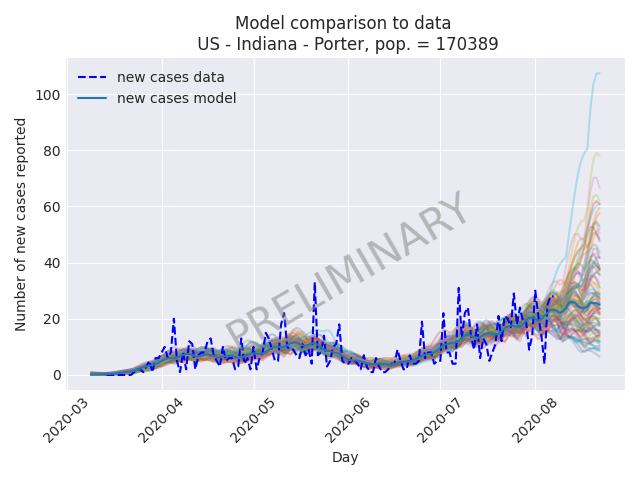 Model comparison to data
US - Indiana - Porter, pop. = 170389
new cases data
new cases model
Number of new cases reported
100
80
60
40
20
0
PRELIMINARY
2020-03
2020-04
2020-05
2020-06
2020-07
2020-08
Day